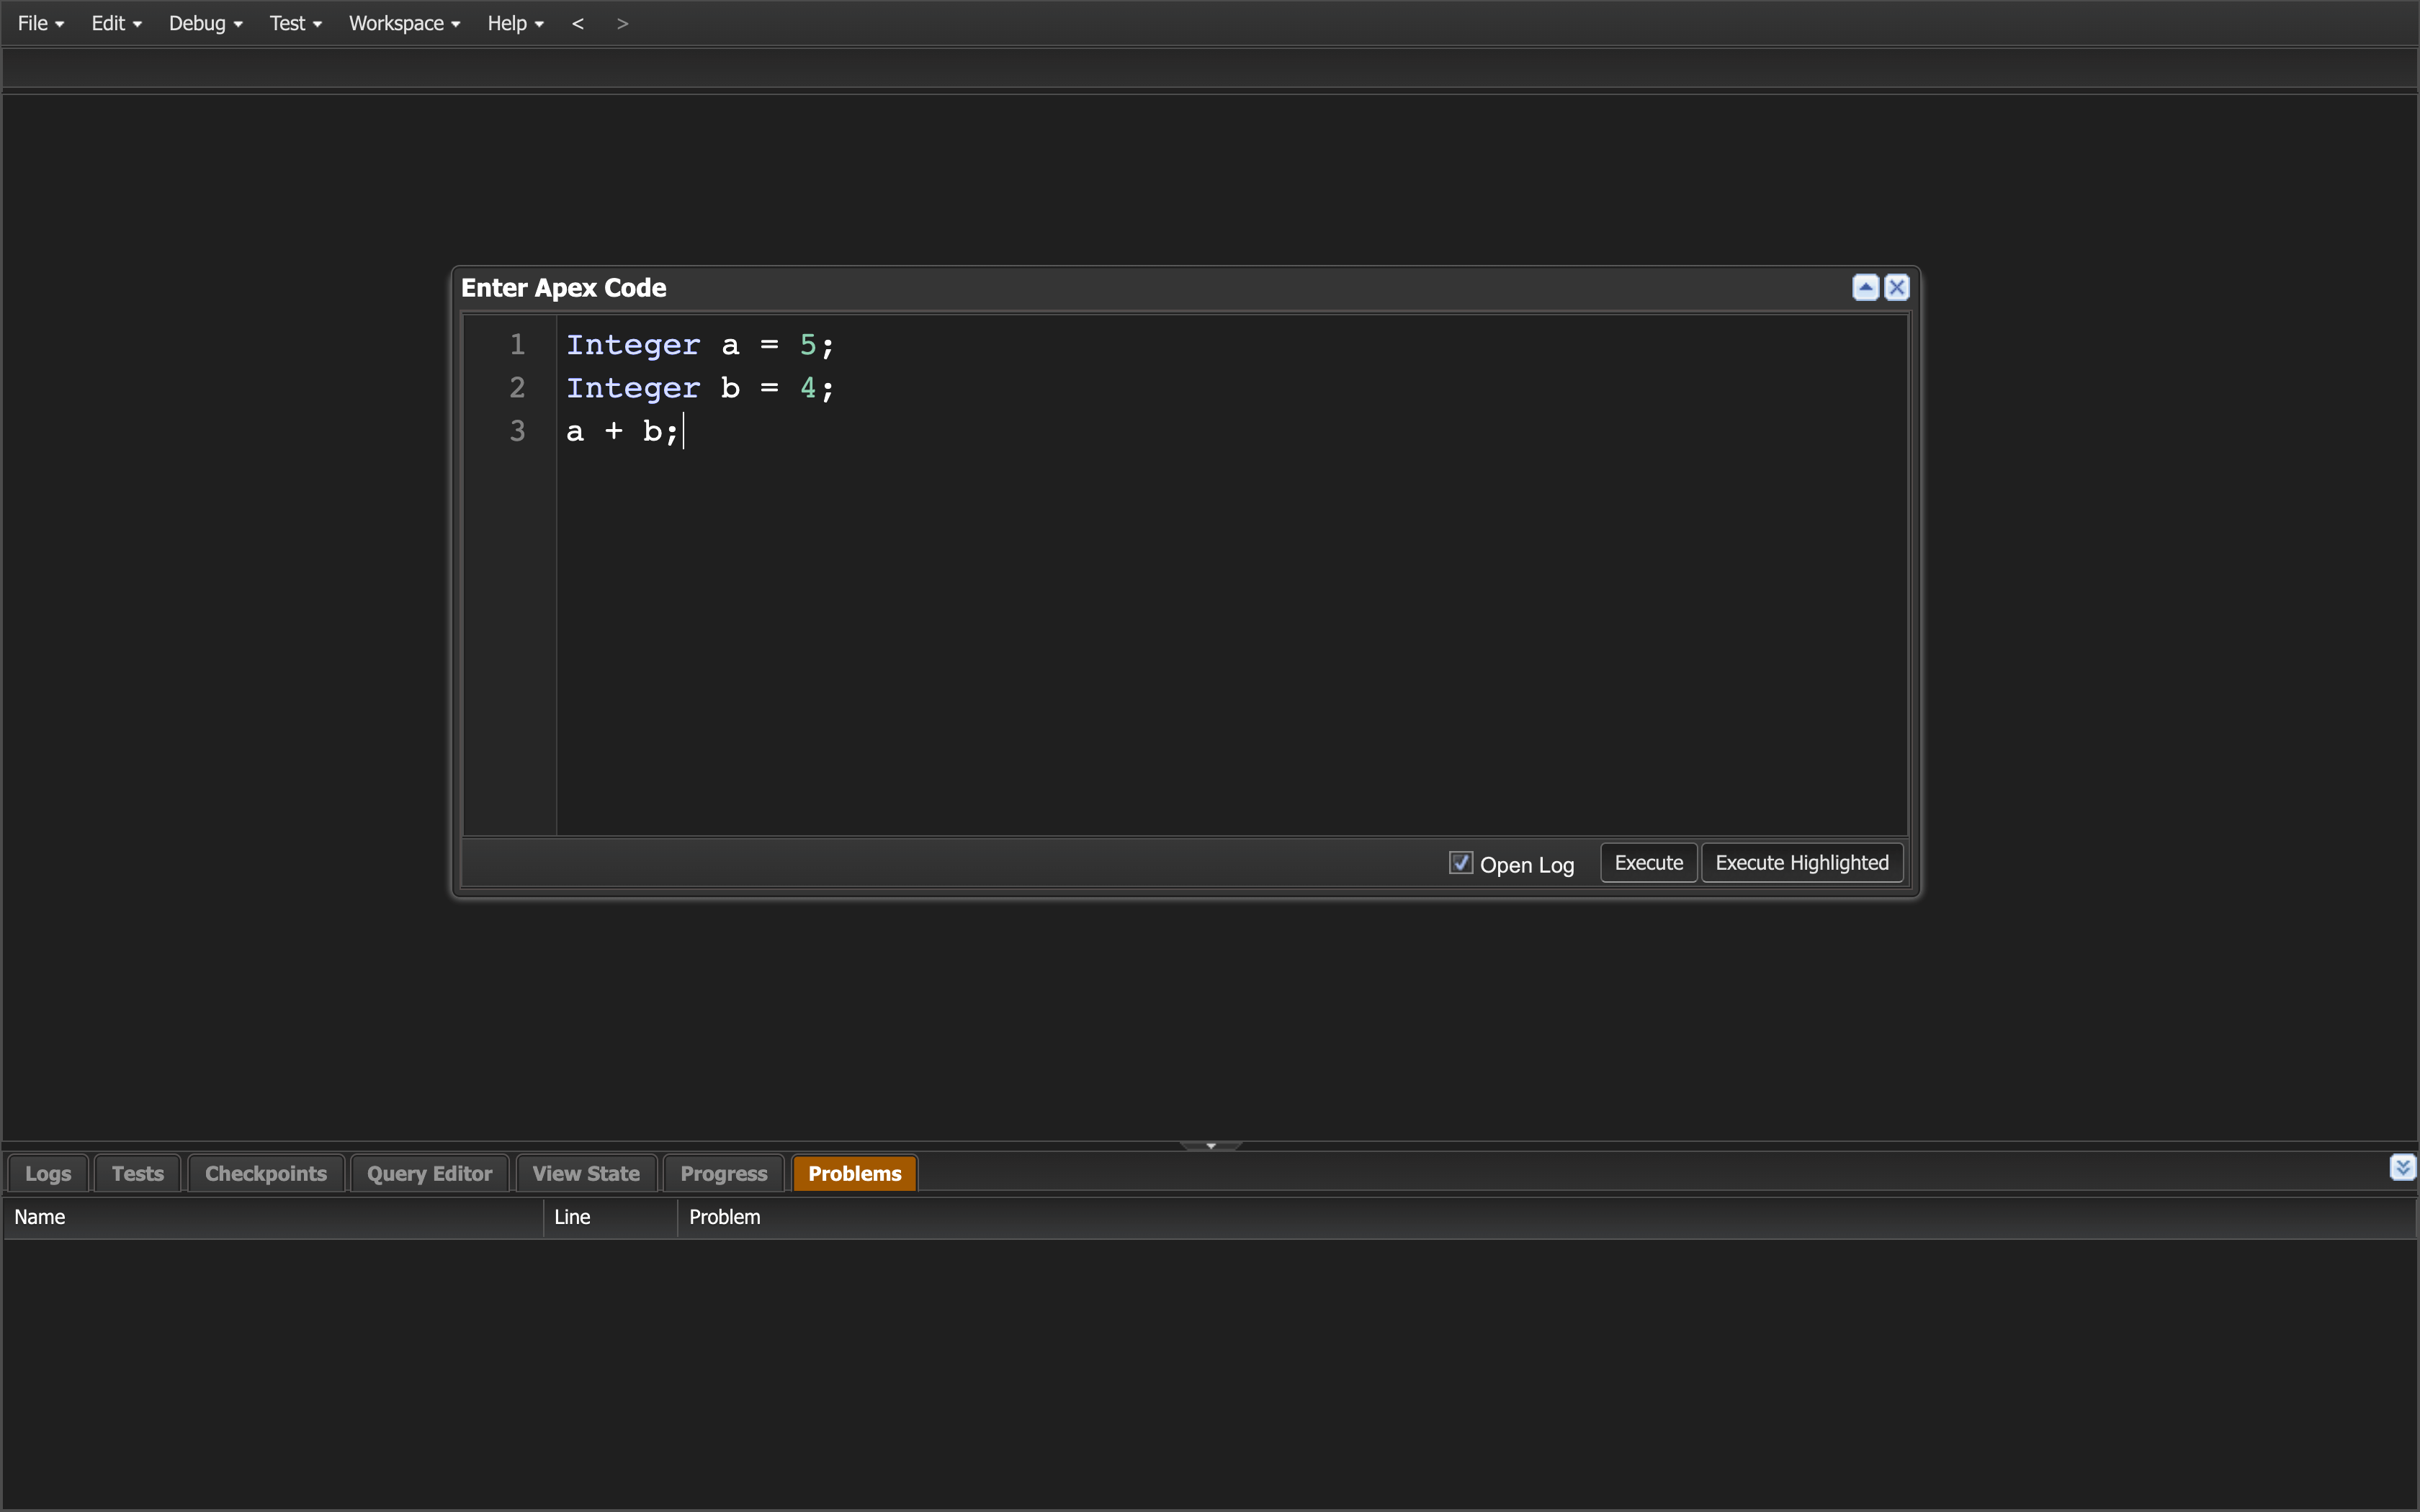 File Edit Debug Test Workspace Help < >
Enter Apex Code
1 Integer a = 5;
2 Integer b = 4;
3 a + b;
Open Log Execute Execute Highlighted
Logs Tests Checkpoints Query Editor View State Progress Problems
Name Line Problem